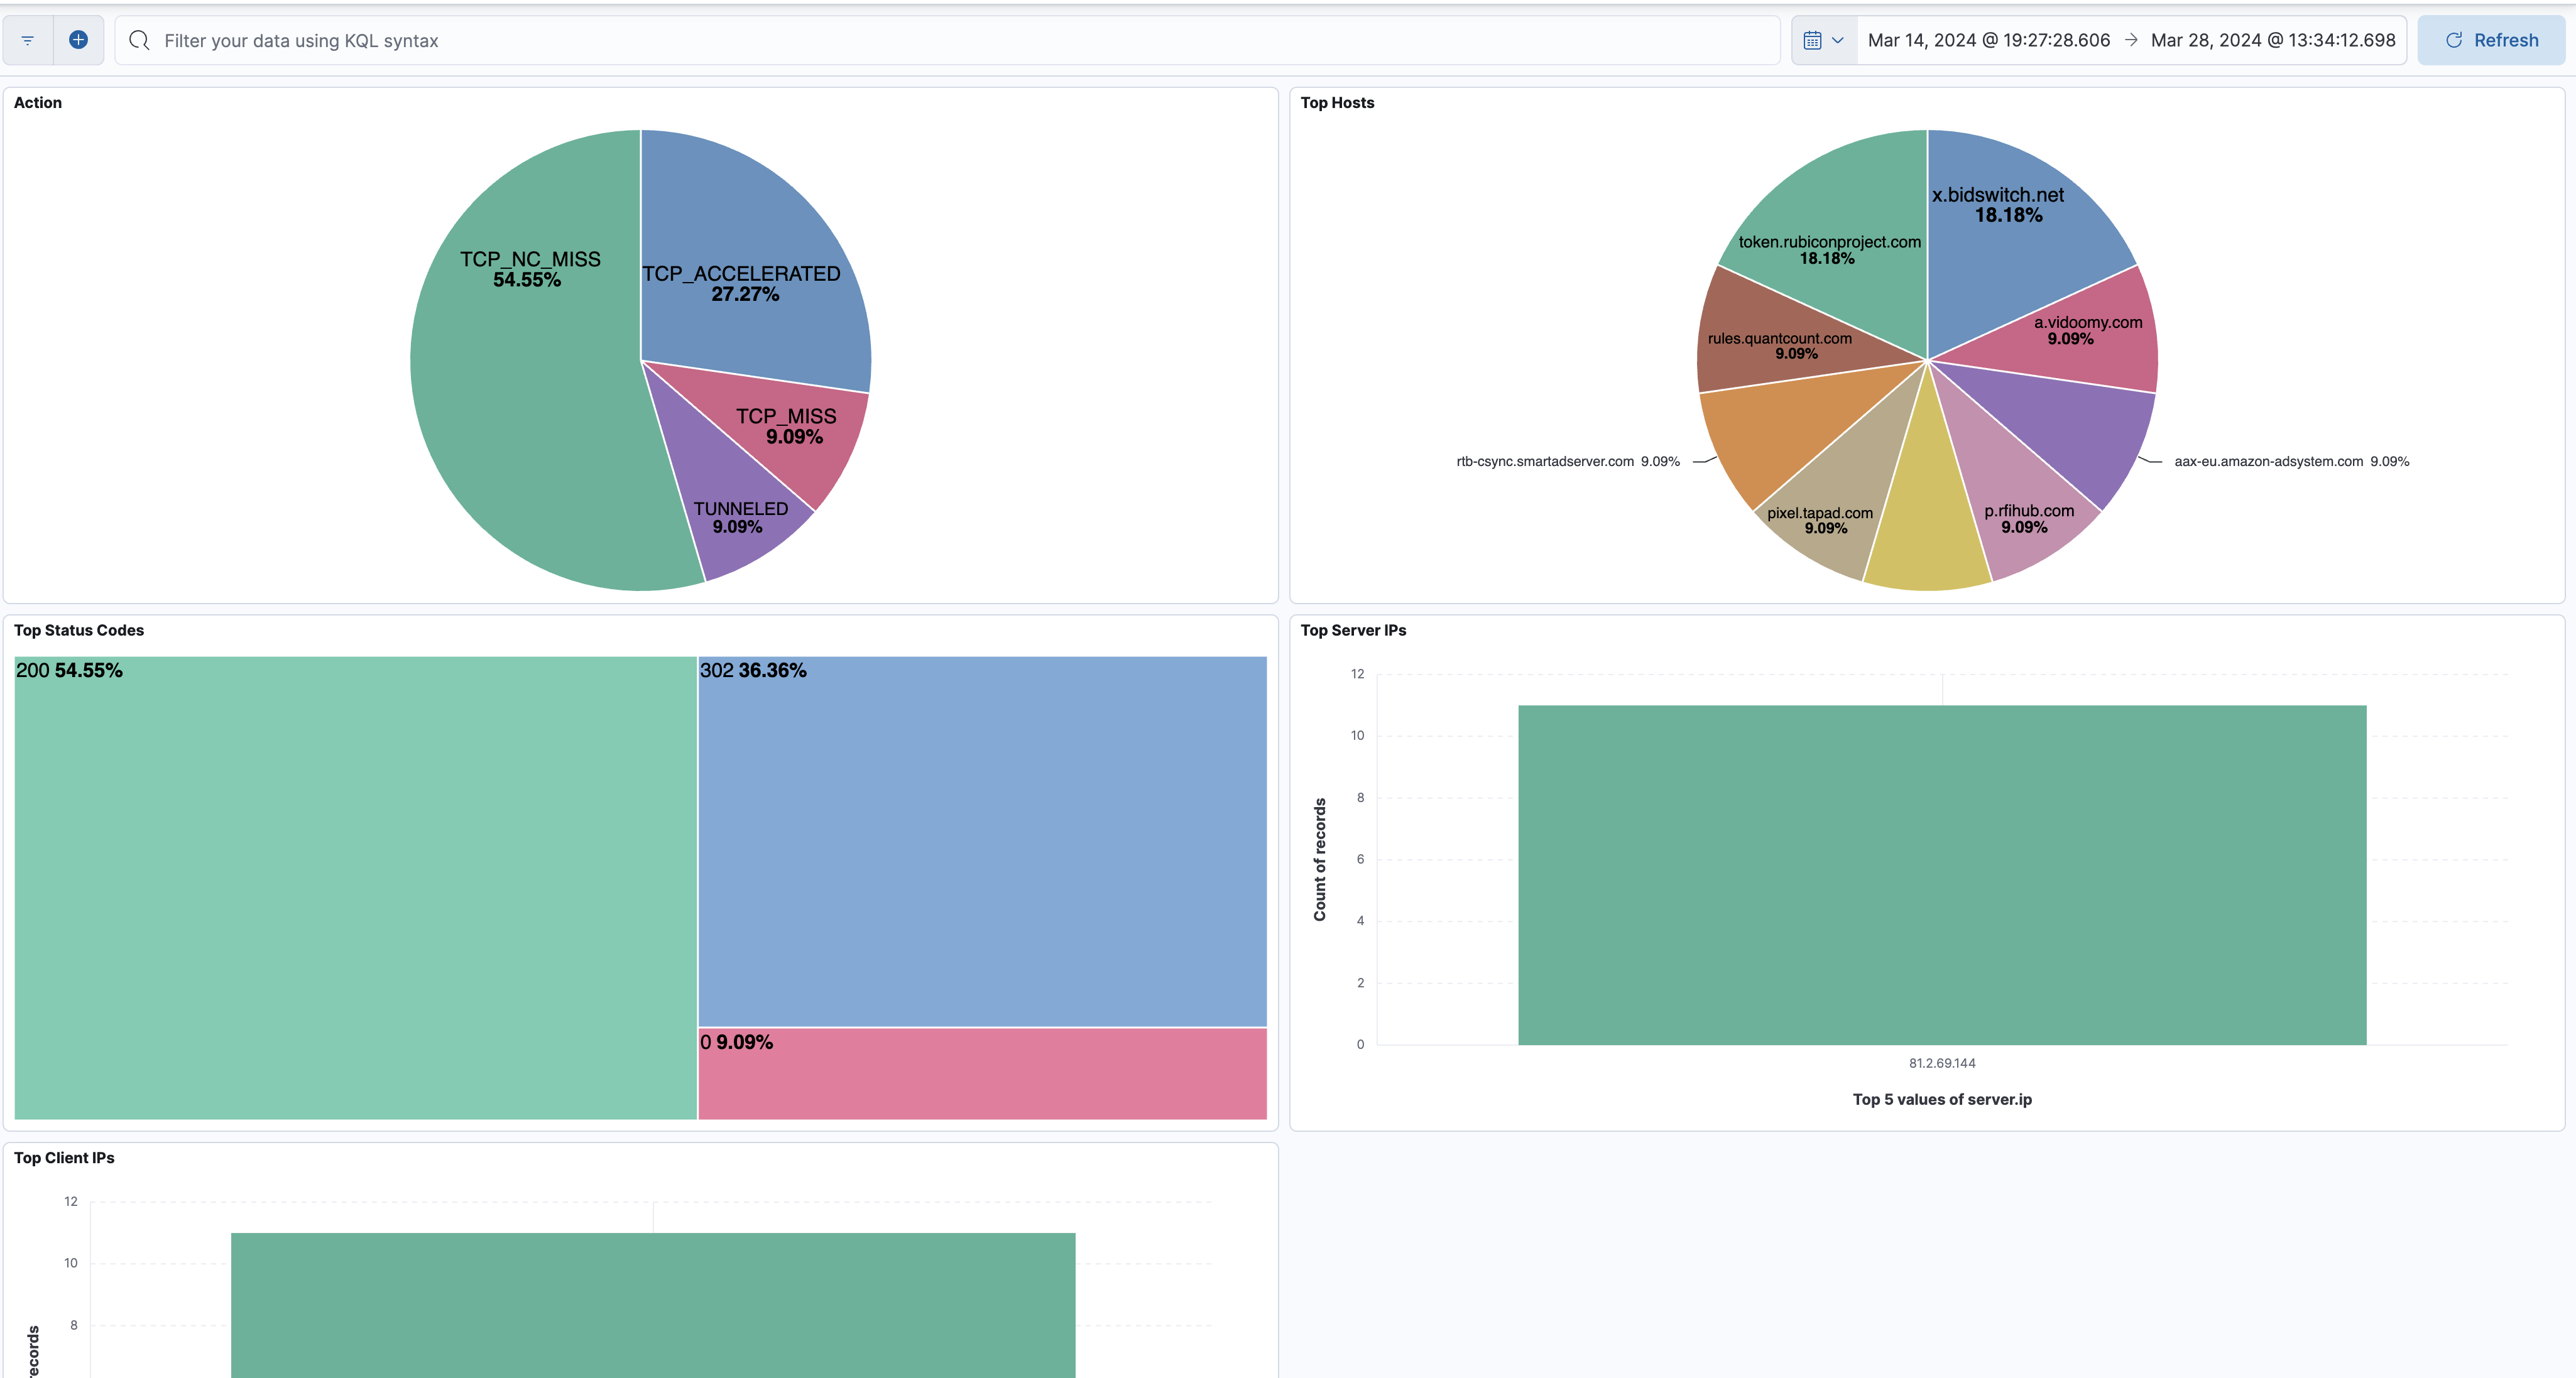 Filter your data using KQL syntax
Mar 14, 2024 @ 19:27:28.606 → Mar 28, 2024 @ 13:34:12.698
Refresh
Action
TCP_NC_MISS
54.55%
TCP_ACCELERATED
27.27%
TCP_MISS
9.09%
TUNNELED
9.09%
Top Hosts
x.bidswitch.net
18.18%
token.rubiconproject.com
18.18%
a.vidoomy.com
9.09%
rules.quantcount.com
9.09%
rtb-csync.smartadserver.com 9.09%
aax-eu.amazon-adsystem.com 9.09%
pixel.tapad.com
9.09%
p.rfihub.com
9.09%
Top Status Codes
200 54.55%
302 36.36%
0 9.09%
Top Server IPs
12
10
8
6
4
2
0
Count of records
81.2.69.144
Top 5 values of server.ip
Top Client IPs
12
10
8
records